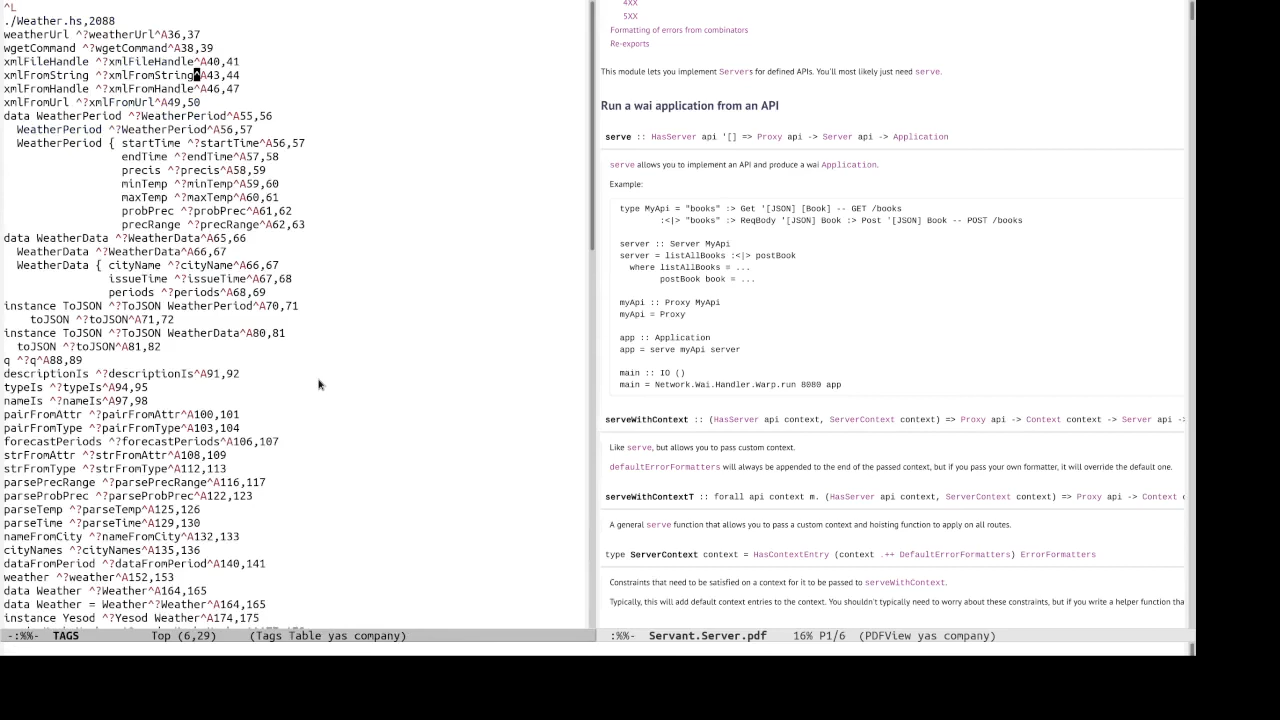 ^L
./Weather.hs,2088
weatherUrl ^?weatherUrl^A36,37
wgetCommand ^?wgetCommand^A38,39
xmlFileHandle ^?xmlFileHandle^A40,41
xmlFromString ^?xmlFromString^A43,44
xmlFromHandle ^?xmlFromHandle^A46,47
xmlFromUrl ^?xmlFromUrl^A49,50
data WeatherPeriod ^?WeatherPeriod^A55,56
  WeatherPeriod ^?WeatherPeriod^A56,57
  WeatherPeriod { startTime ^?startTime^A56,57
                  endTime ^?endTime^A57,58
                  precis ^?precis^A58,59
                  minTemp ^?minTemp^A59,60
                  maxTemp ^?maxTemp^A60,61
                  probPrec ^?probPrec^A61,62
                  precRange ^?precRange^A62,63
data WeatherData ^?WeatherData^A65,66
  WeatherData ^?WeatherData^A66,67
  WeatherData { cityName ^?cityName^A66,67
                issueTime ^?issueTime^A67,68
                periods ^?periods^A68,69
instance ToJSON ^?ToJSON WeatherPeriod^A70,71
    toJSON ^?toJSON^A71,72
instance ToJSON ^?ToJSON WeatherData^A80,81
  toJSON ^?toJSON^A81,82
q ^?q^A88,89
descriptionIs ^?descriptionIs^A91,92
typeIs ^?typeIs^A94,95
nameIs ^?nameIs^A97,98
pairFromAttr ^?pairFromAttr^A100,101
pairFromType ^?pairFromType^A103,104
forecastPeriods ^?forecastPeriods^A106,107
strFromAttr ^?strFromAttr^A108,109
strFromType ^?strFromType^A112,113
parsePrecRange ^?parsePrecRange^A116,117
parseProbPrec ^?parseProbPrec^A122,123
parseTemp ^?parseTemp^A125,126
parseTime ^?parseTime^A129,130
nameFromCity ^?nameFromCity^A132,133
cityNames ^?cityNames^A135,136
dataFromPeriod ^?dataFromPeriod^A140,141
weather ^?weather^A152,153
data Weather ^?Weather^A164,165
data Weather = Weather^?Weather^A164,165
instance Yesod ^?Yesod Weather^A174,175
-:%%-  TAGS           Top (6,29)      (Tags Table yas company)
4XX
5XX
Formatting of errors from combinators
Re-exports
This module lets you implement Servers for defined APIs. You'll most likely just need serve.
Run a wai application from an API
serve :: HasServer api '[] => Proxy api -> Server api -> Application
serve allows you to implement an API and produce a wai Application.
Example:
type MyApi = "books" :> Get '[JSON] [Book] -- GET /books
        :<|> "books" :> ReqBody '[JSON] Book :> Post '[JSON] Book -- POST /books
server :: Server MyApi
server = listAllBooks :<|> postBook
  where listAllBooks = ...
        postBook book = ...
myApi :: Proxy MyApi
myApi = Proxy
app :: Application
app = serve myApi server
main :: IO ()
main = Network.Wai.Handler.Warp.run 8080 app
serveWithContext :: (HasServer api context, ServerContext context) => Proxy api -> Context context -> Server api ->
Like serve, but allows you to pass custom context.
defaultErrorFormatters will always be appended to the end of the passed context, but if you pass your own formatter, it will override the default one.
serveWithContextT :: forall api context m. (HasServer api context, ServerContext context) => Proxy api -> Context c
A general serve function that allows you to pass a custom context and hoisting function to apply on all routes.
type ServerContext context = HasContextEntry (context .++ DefaultErrorFormatters) ErrorFormatters
Constraints that need to be satisfied on a context for it to be passed to serveWithContext.
Typically, this will add default context entries to the context. You shouldn't typically need to worry about these constraints, but if you write a helper function tha
:%%-  Servant.Server.pdf    16% P1/6  (PDFView yas company)